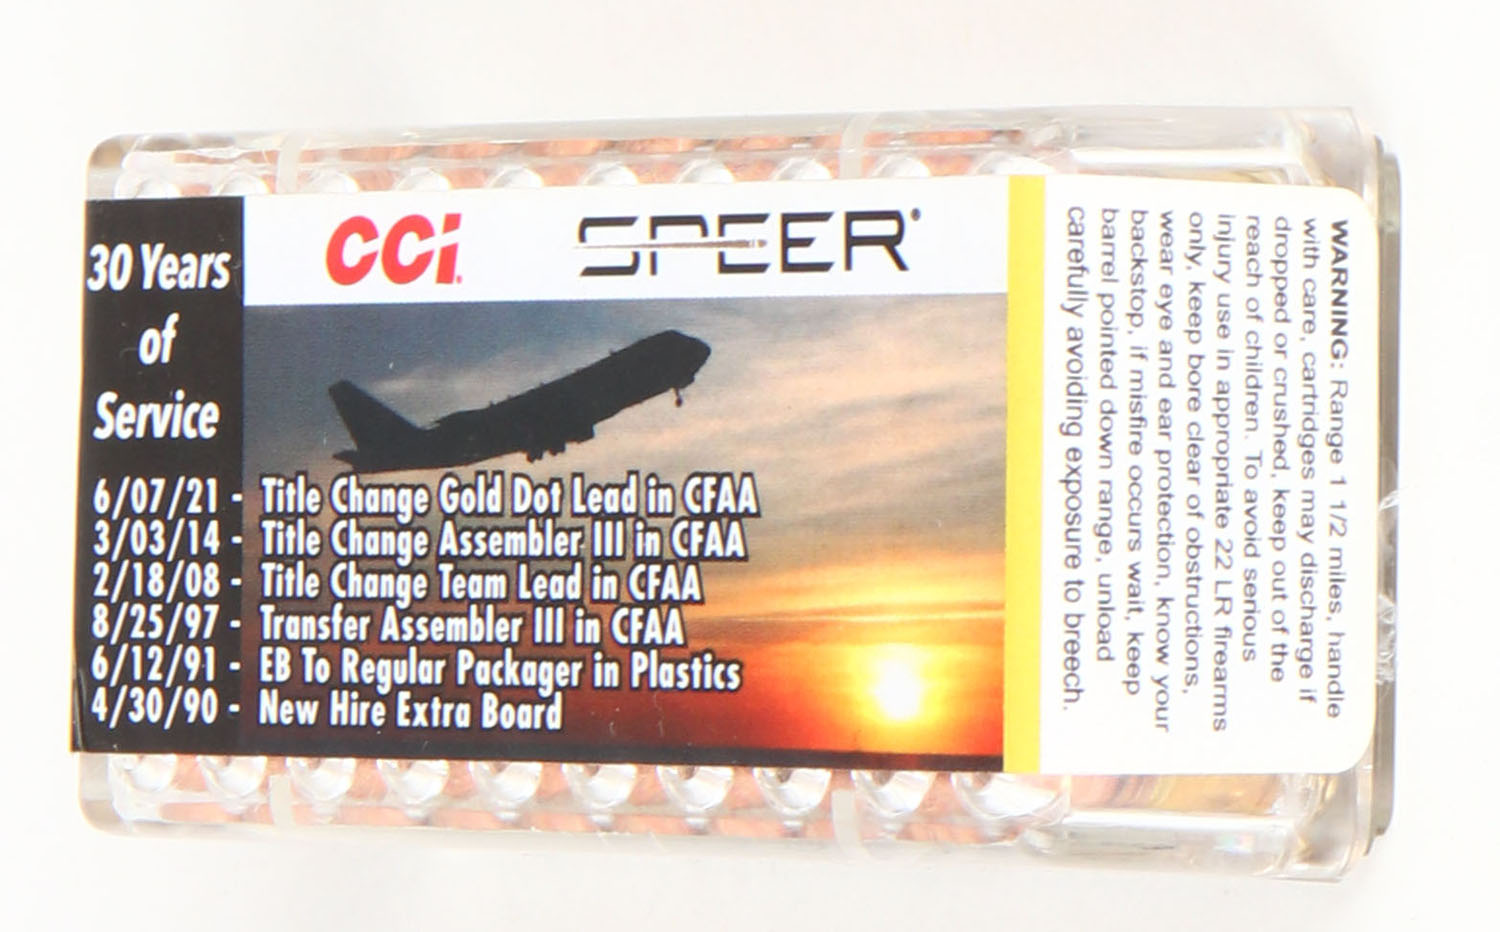 30 Years
of
Service
CCI
SPEER®
6/07/21 - Title Change Gold Dot Lead in CFAA
3/03/14 - Title Change Assembler III in CFAA
2/18/08 - Title Change Team Lead in CFAA
8/25/97 - Transfer Assembler III in CFAA
6/12/91 - EB To Regular Packager in Plastics
4/30/90 - New Hire Extra Board
WARNING: Range 1 1/2 miles, handle
with care, cartridges may discharge if
dropped or crushed, keep out of the
reach of children. To avoid serious
injury use in appropriate 22 LR firearms
only, keep bore clear of obstructions,
wear eye and ear protection, know your
backstop, if misfire occurs wait, keep
barrel pointed down range, unload
carefully avoiding exposure to breech.